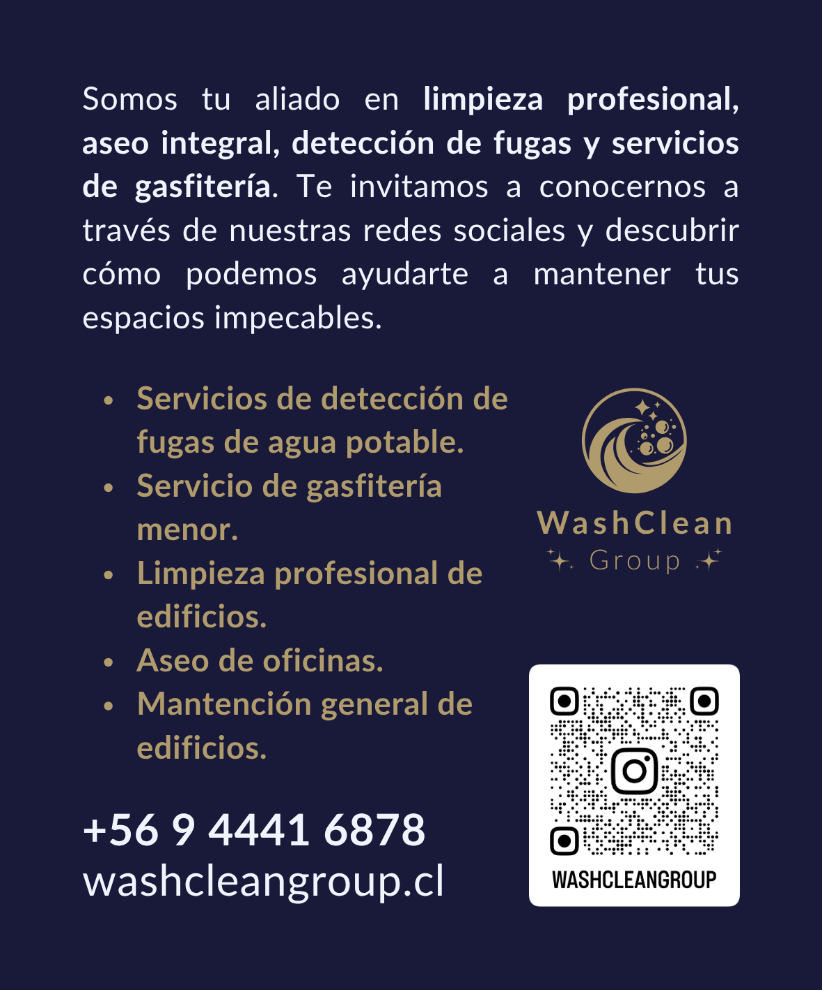 Somos tu aliado en limpieza profesional,
aseo integral, detección de fugas y servicios
de gasfitería. Te invitamos a conocernos a
través de nuestras redes sociales y descubrir
cómo podemos ayudarte a mantener tus
espacios impecables.
• Servicios de detección de
fugas de agua potable.
• Servicio de gasfitería
menor.
• Limpieza profesional de
edificios.
• Aseo de oficinas.
• Mantención general de
edificios.
WashClean
Group
WASHCLEANGROUP
+56 9 4441 6878
washcleangroup.cl